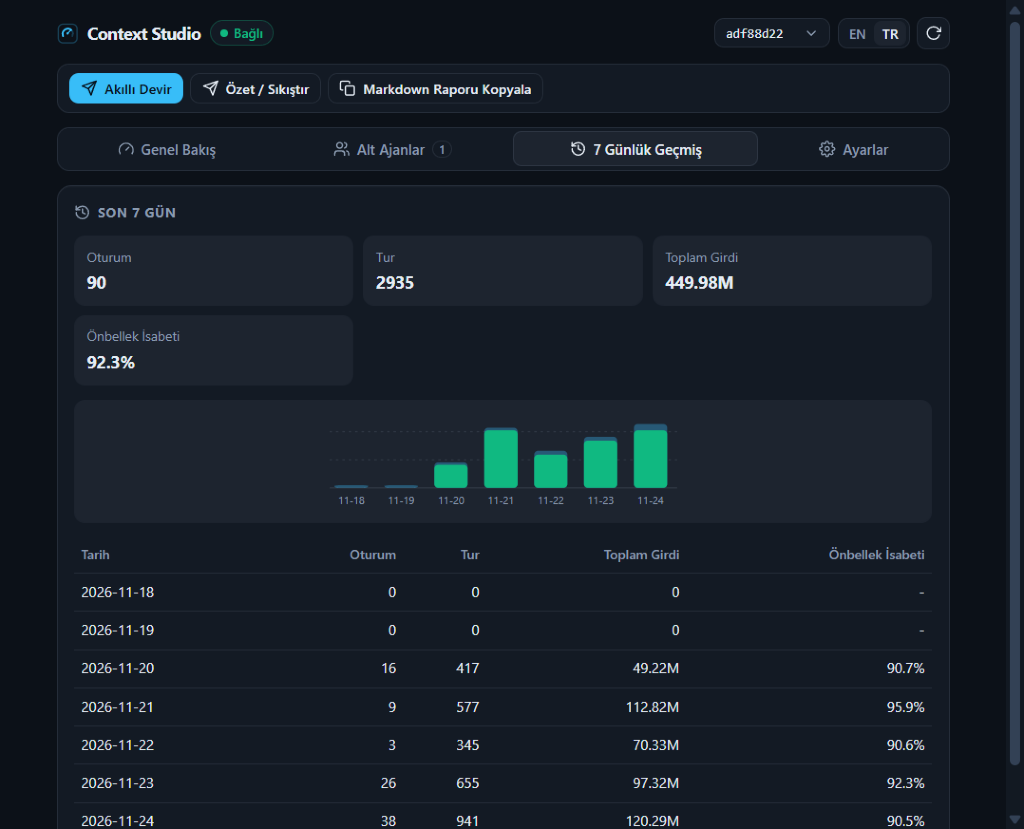 Context Studio Bağlı adf88d22 EN TR
Akıllı Devir Özet / Sıkıştır Markdown Raporu Kopyala
Genel Bakış Alt Ajanlar 1 7 Günlük Geçmiş Ayarlar
SON 7 GÜN
Oturum Tur Toplam Girdi
90 2935 449.98M
Önbellek İsabeti
92.3%
11-18 11-19 11-20 11-21 11-22 11-23 11-24
Tarih Oturum Tur Toplam Girdi Önbellek İsabeti
2026-11-18 0 0 0 -
2026-11-19 0 0 0 -
2026-11-20 16 417 49.22M 90.7%
2026-11-21 9 577 112.82M 95.9%
2026-11-22 3 345 70.33M 90.6%
2026-11-23 26 655 97.32M 92.3%
2026-11-24 38 941 120.29M 90.5%